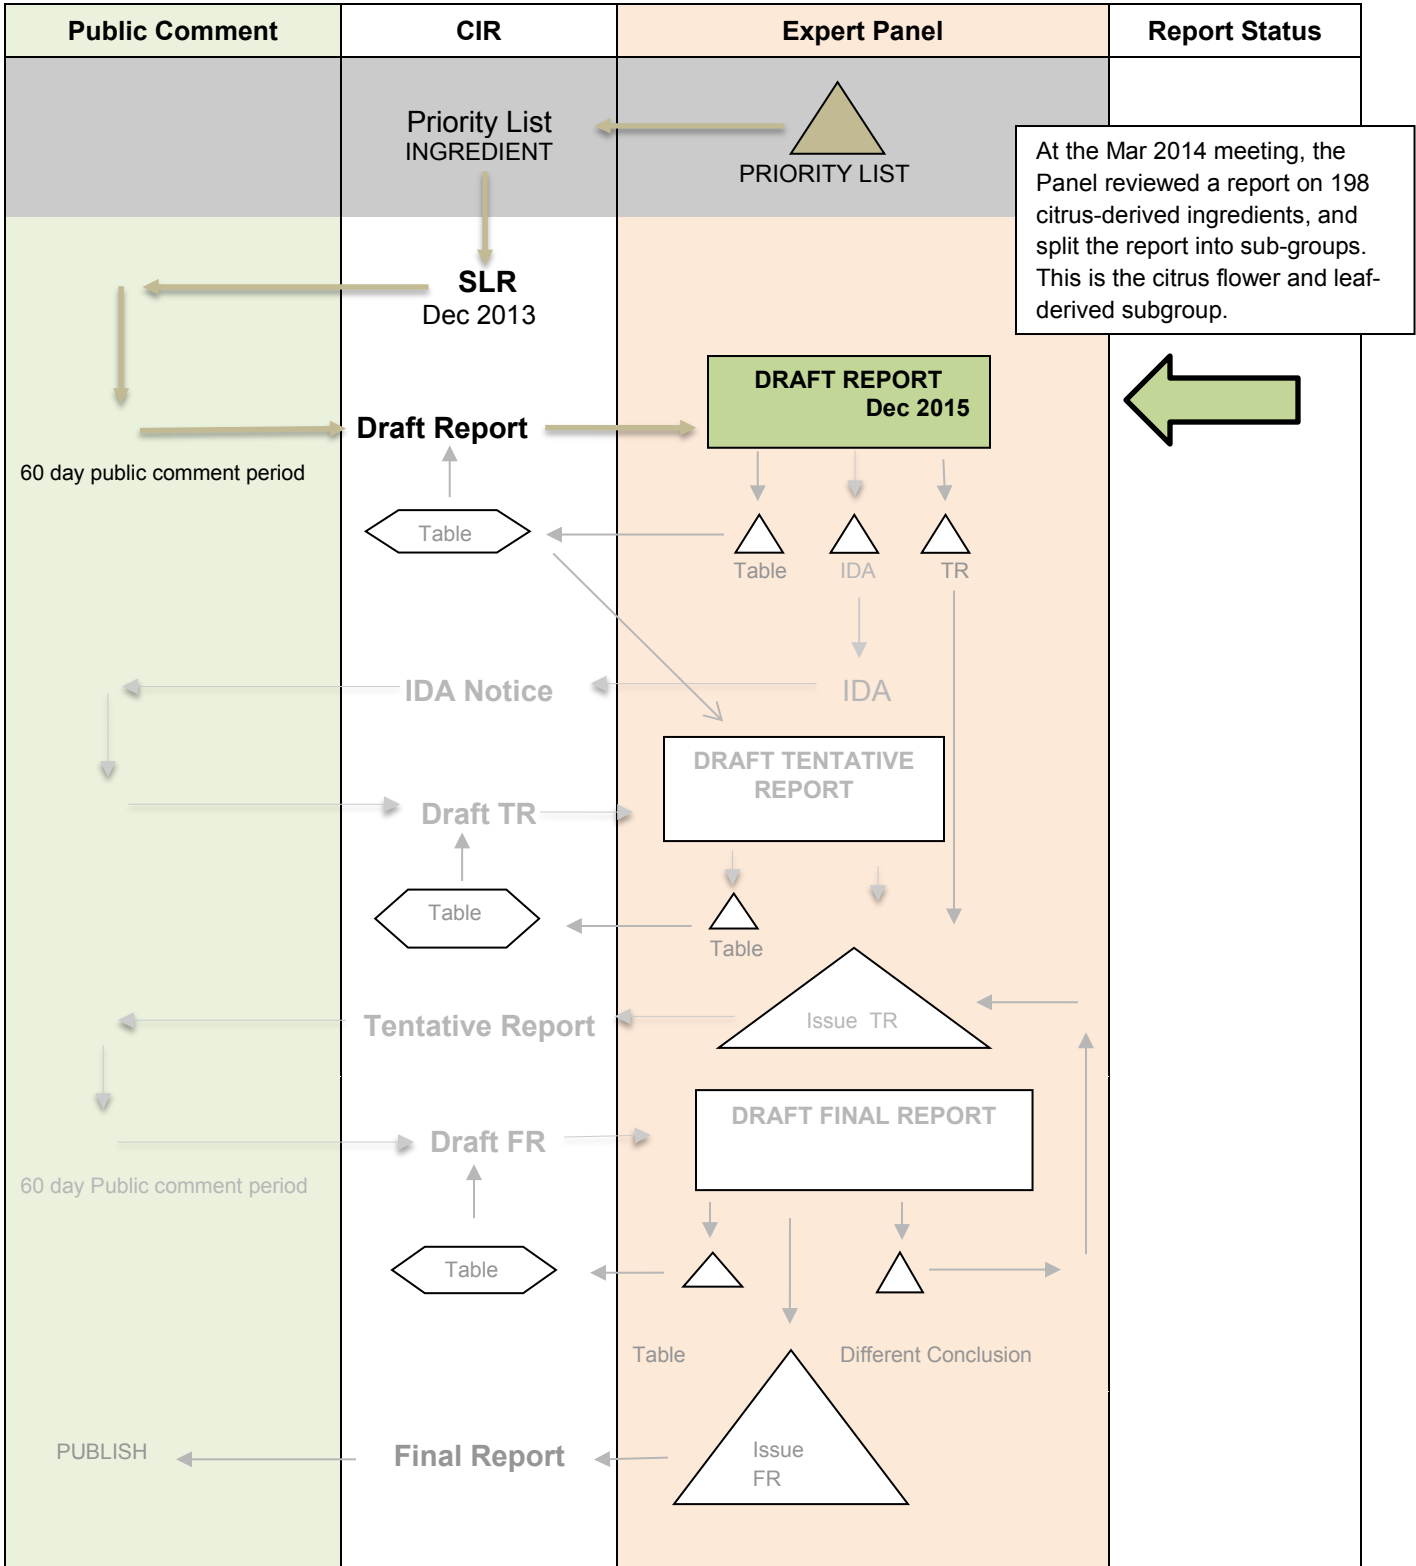 Public Comment
CIR
Expert Panel
Report Status
Priority List
INGREDIENT
PRIORITY LIST
At the Mar 2014 meeting, the
Panel reviewed a report on 198
citrus-derived ingredients, and
split the report into sub-groups.
This is the citrus flower and leaf-
derived subgroup.
SLR
Dec 2013
DRAFT REPORT
Dec 2015
Draft Report
60 day public comment period
Table
Table
IDA
TR
IDA Notice
IDA
DRAFT TENTATIVE
REPORT
Draft TR
Table
Table
Tentative Report
Issue TR
DRAFT FINAL REPORT
Draft FR
60 day Public comment period
Table
Table
Different Conclusion
PUBLISH
Final Report
Issue
FR